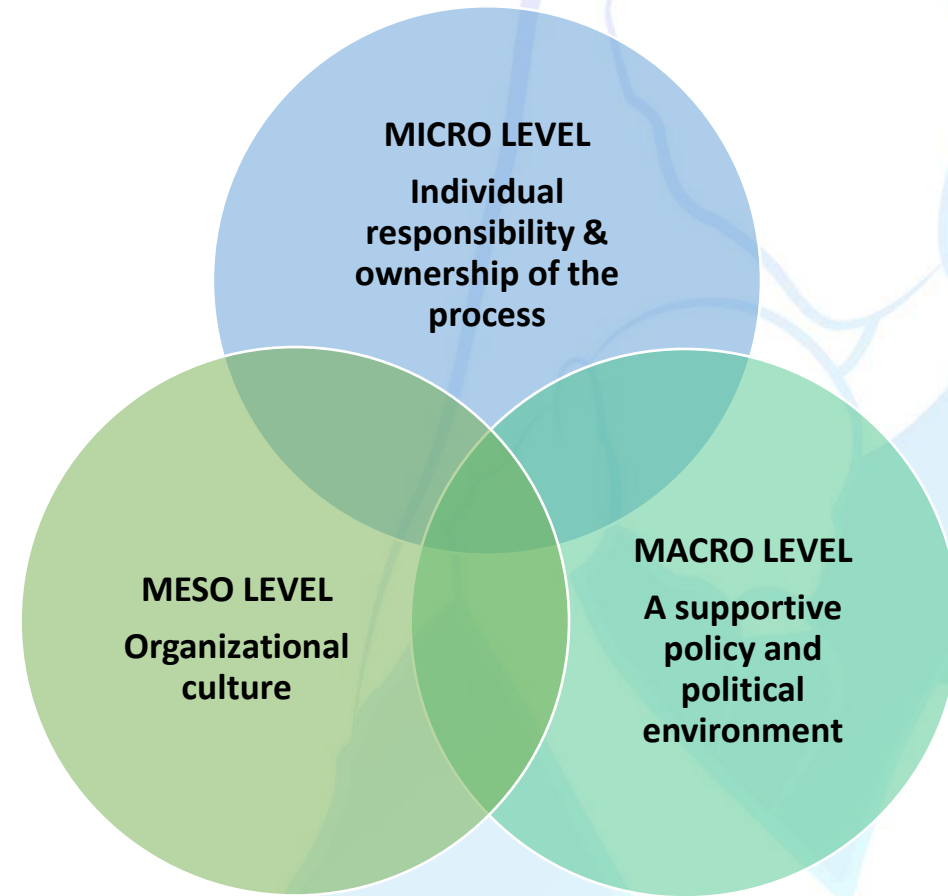 MICRO LEVEL
Individual
responsibility &
ownership of the
process
MESO LEVEL
Organizational
culture
MACRO LEVEL
A supportive
policy and
political
environment